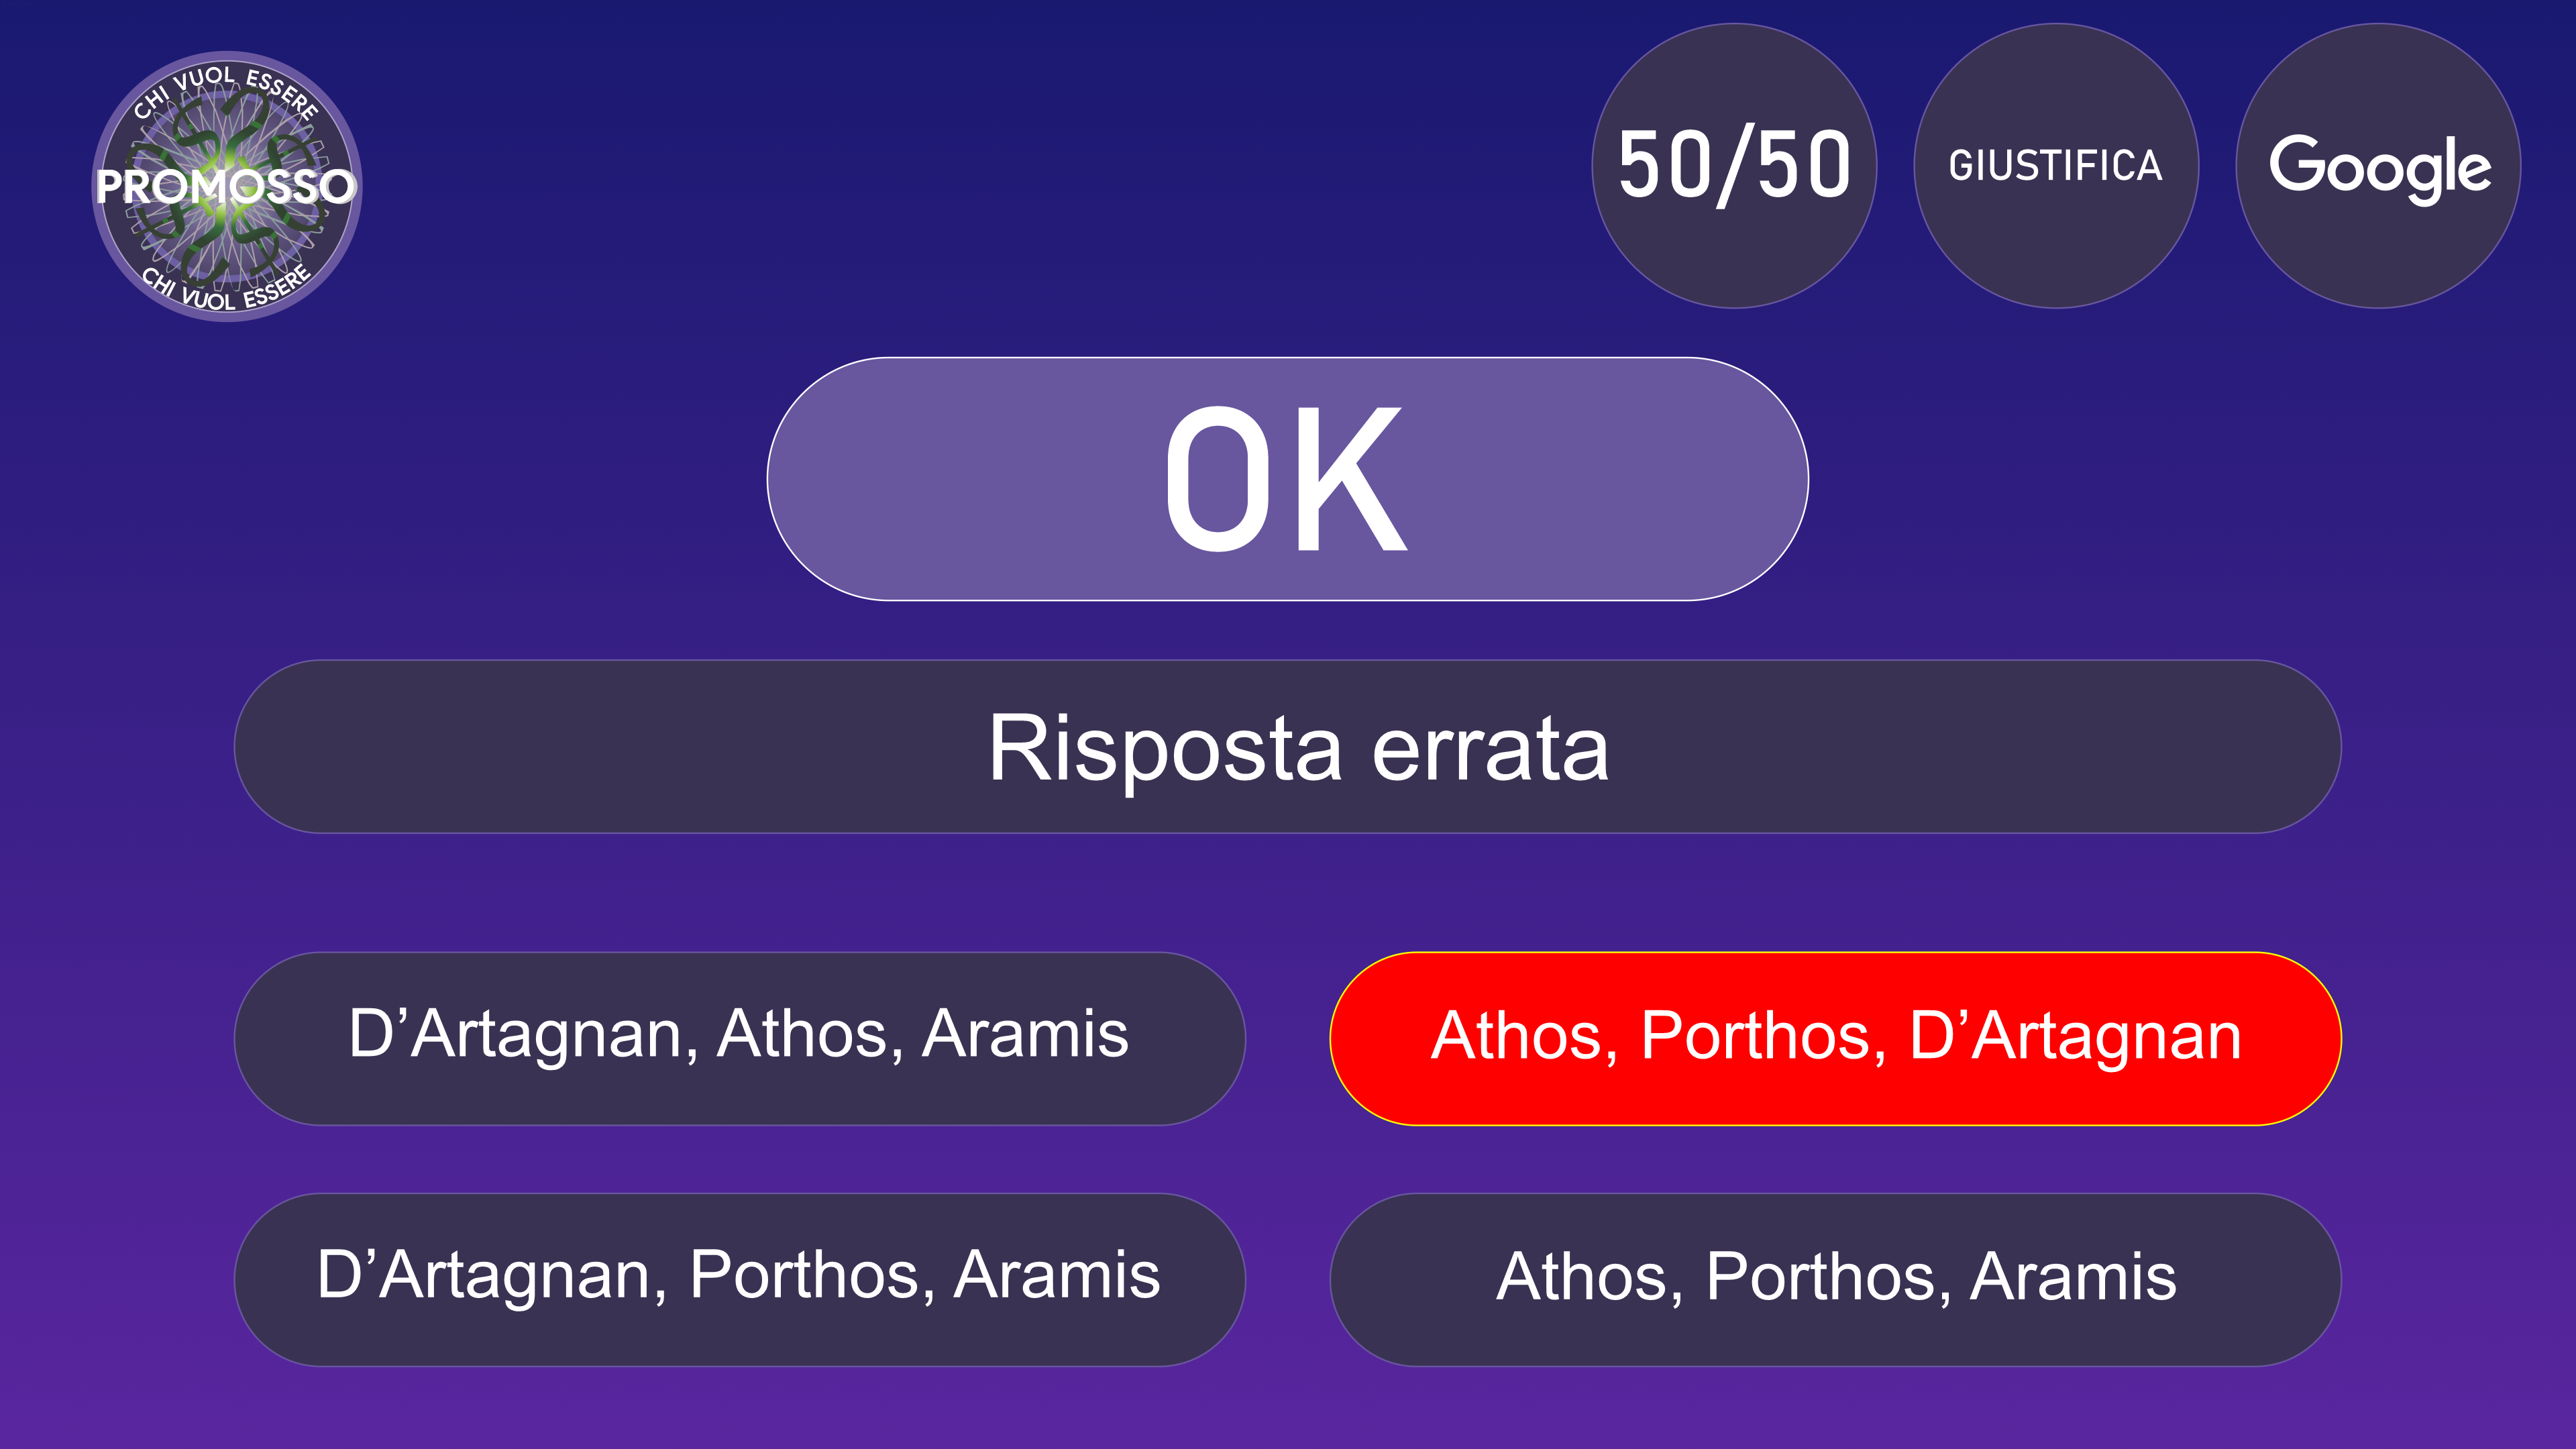 CHI VUOL ESSERE
PROMOSSO
CHI VUOL ESSERE
50/50
GIUSTIFICA
Google
OK
Risposta errata
D’Artagnan, Athos, Aramis
Athos, Porthos, D’Artagnan
D’Artagnan, Porthos, Aramis
Athos, Porthos, Aramis